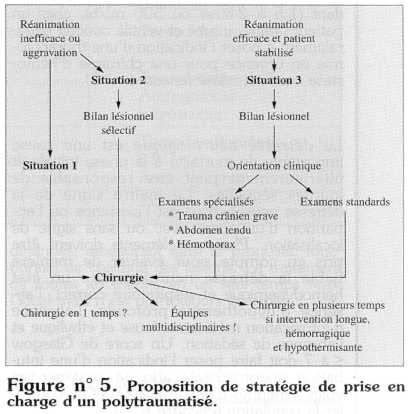 Réanimation
inefficace ou
aggravation
Réanimation
efficace et patient
stabilisé
Situation 2
Situation 3
Bilan lésionnel
sélectif
Bilan lésionnel
Situation 1
Orientation clinique
Examens spécialisés
* Trauma crânien grave
* Abdomen tendu
* Hémothorax
Examens standards
Chirurgie
Chirurgie en 1 temps ?
Équipes
multidisciplinaires !
Chirurgie en plusieurs temps
si intervention longue,
hémorragique
et hypothermisante
Figure n° 5. Proposition de stratégie de prise en
charge d'un polytraumatisé.